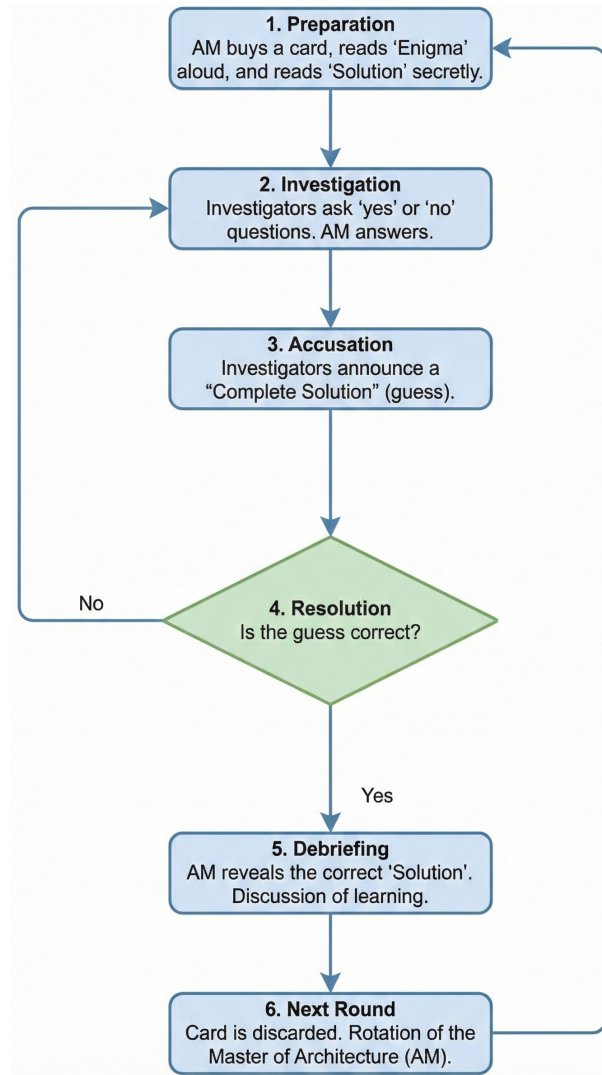 1. Preparation
AM buys a card, reads ‘Enigma’
aloud, and reads ‘Solution’ secretly.
2. Investigation
Investigators ask ‘yes’ or ‘no’
questions. AM answers.
3. Accusation
Investigators announce a
“Complete Solution” (guess).
4. Resolution
Is the guess correct?
No
Yes
5. Debriefing
AM reveals the correct 'Solution'.
Discussion of learning.
6. Next Round
Card is discarded. Rotation of the
Master of Architecture (AM).